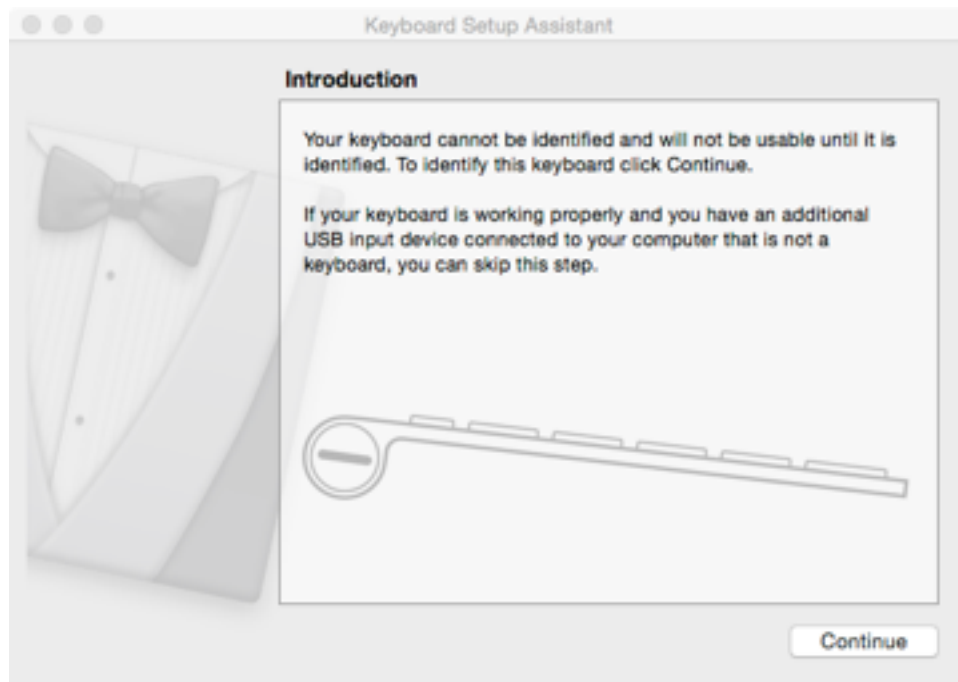 Keyboard Setup Assistant
Introduction
Your keyboard cannot be identified and will not be usable until it is
identified. To identify this keyboard click Continue.
If your keyboard is working properly and you have an additional
USB input device connected to your computer that is not a
keyboard, you can skip this step.
Continue